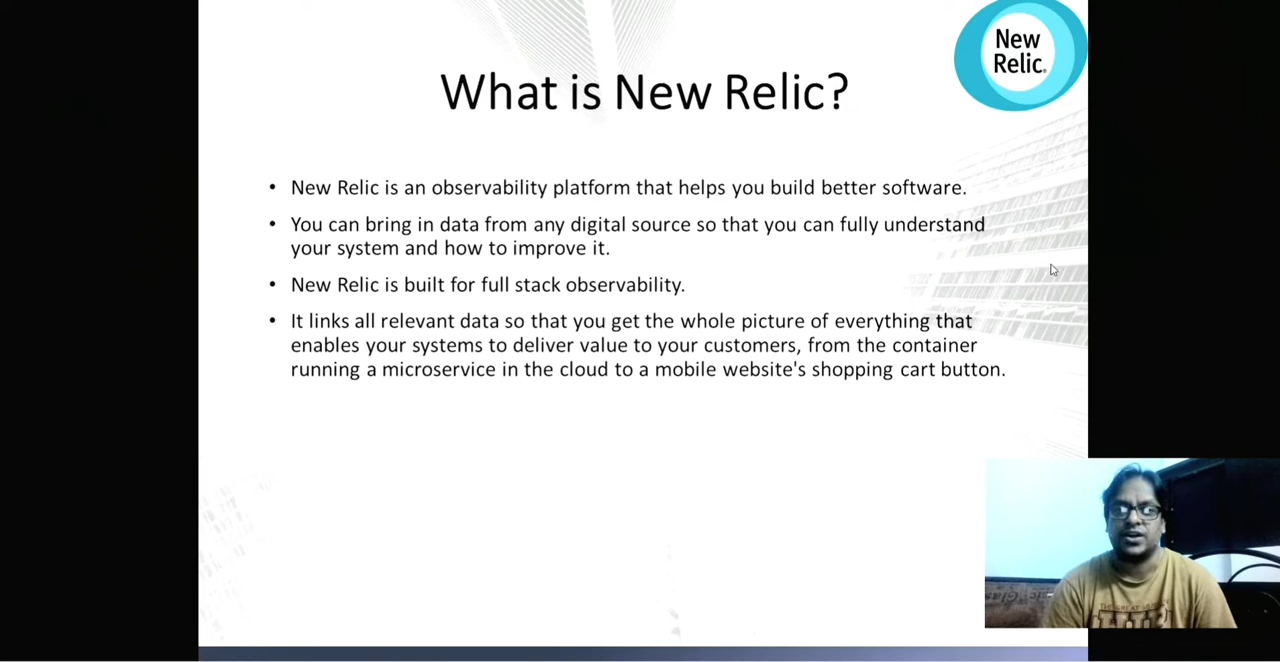 New
Relic.
What is New Relic?
• New Relic is an observability platform that helps you build better software.
• You can bring in data from any digital source so that you can fully understand
your system and how to improve it.
• New Relic is built for full stack observability.
• It links all relevant data so that you get the whole picture of everything that
enables your systems to deliver value to your customers, from the container
running a microservice in the cloud to a mobile website's shopping cart button.
THE GREAT